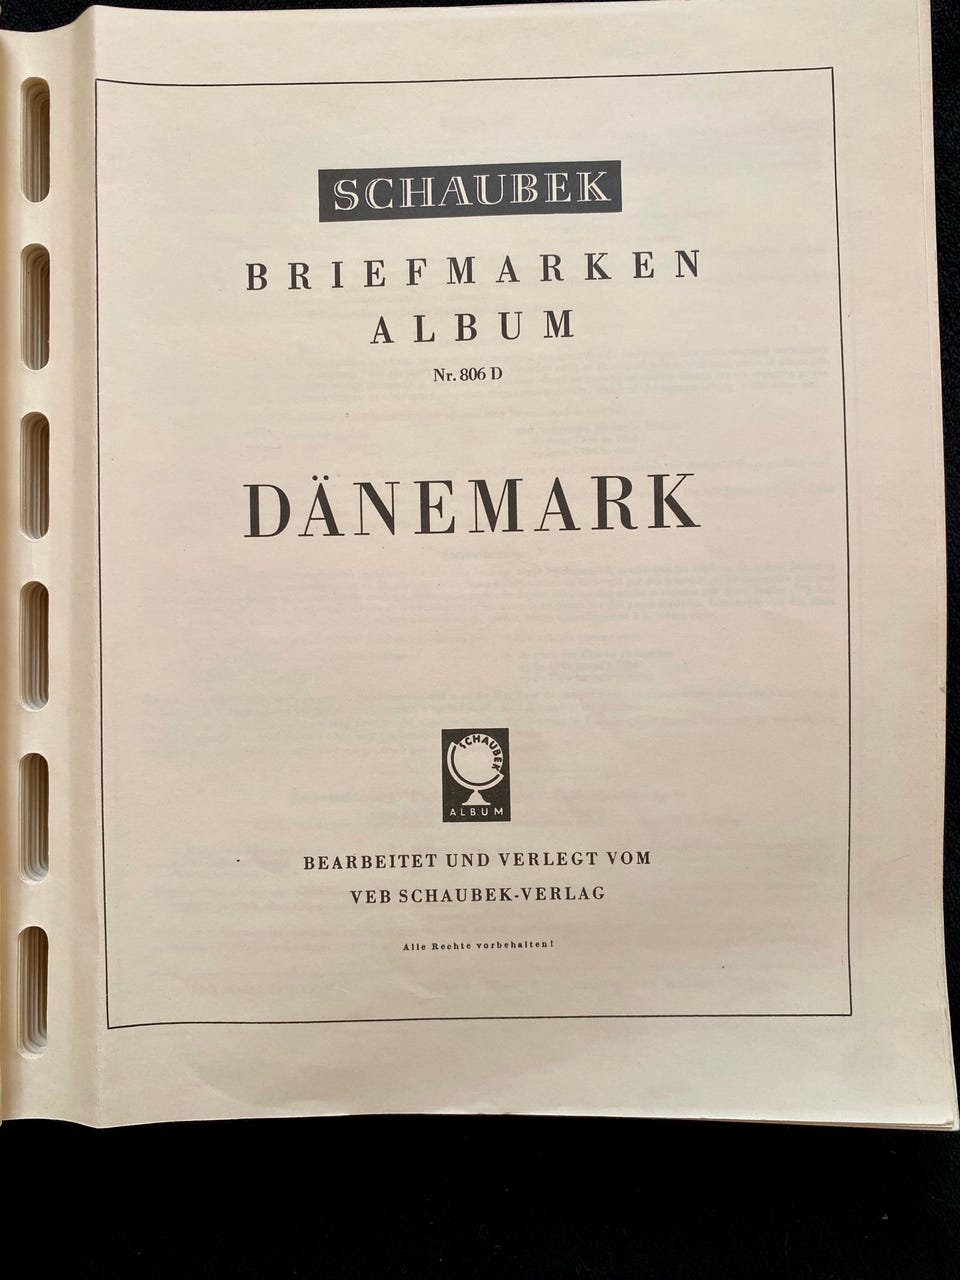 SCHAUBEK
BRIEFMARKEN
ALBUM
Nr. 806 D
DÄNEMARK
SCHAUBEK
ALBUM
BEARBEITET UND VERLEGT VOM
VEB SCHAUBEK-VERLAG
Alle Rechte vorbehalten!